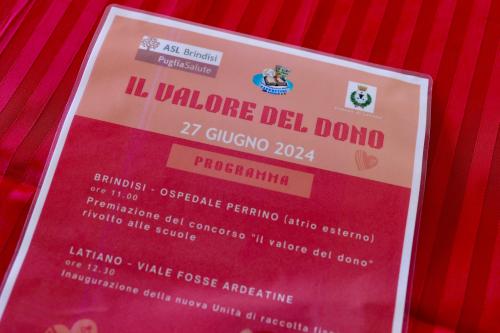 ASL Brindisi
PugliaSalute
IL VALORE DEL DONO
27 GIUGNO 2024
PROGRAMMA
BRINDISI - OSPEDALE PERRINO (atrio esterno)
ore 11.00
Premiazione del concorso "il valore del dono"
rivolto alle scuole
LATIANO - VIALE FOSSE ARDEATINE
ore 12.30
Inaugurazione della nuova Unità di raccolta